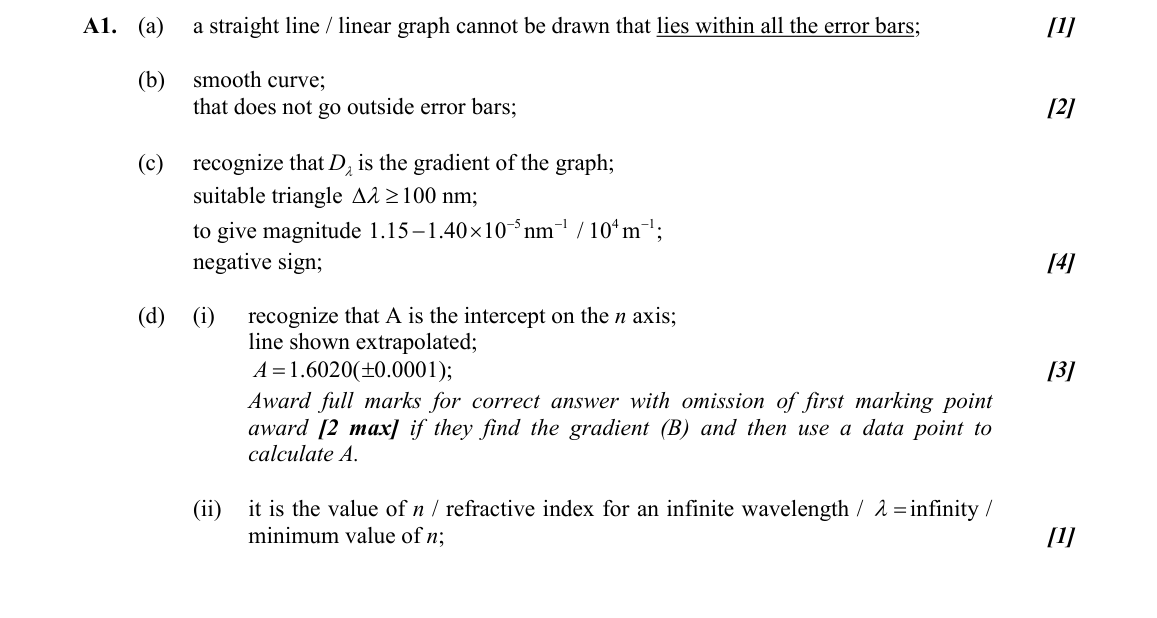 A1. (a) a straight line / linear graph cannot be drawn that lies within all the error bars; [1]
(b) smooth curve;
that does not go outside error bars; [2]
(c) recognize that D_λ is the gradient of the graph;
suitable triangle Δλ ≥ 100 nm;
to give magnitude 1.15 – 1.40×10⁻⁵ nm⁻¹ / 10⁴ m⁻¹;
negative sign; [4]
(d) (i) recognize that A is the intercept on the n axis;
line shown extrapolated;
A = 1.6020(±0.0001); [3]
Award full marks for correct answer with omission of first marking point
award [2 max] if they find the gradient (B) and then use a data point to
calculate A.
(ii) it is the value of n / refractive index for an infinite wavelength / λ = infinity /
minimum value of n; [1]